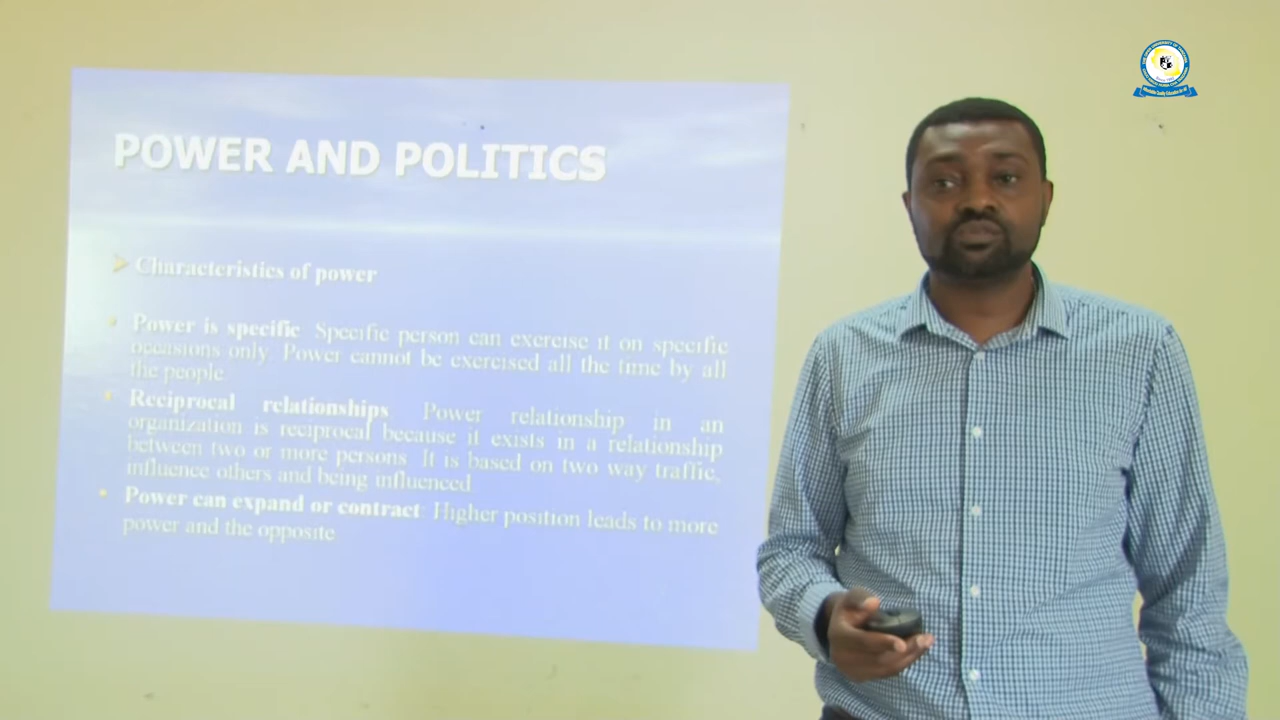 POWER AND POLITICS
Characteristics of power
Power is specific. Specific person can exercise it on specific
occasions only. Power cannot be exercised all the time by all
the people
Reciprocal relationships. Power relationship in an
organization is reciprocal because it exists in a relationship
between two or more persons. It is based on two way traffic,
influence others and being influenced
Power can expand or contract: Higher position leads to more
power and the opposite